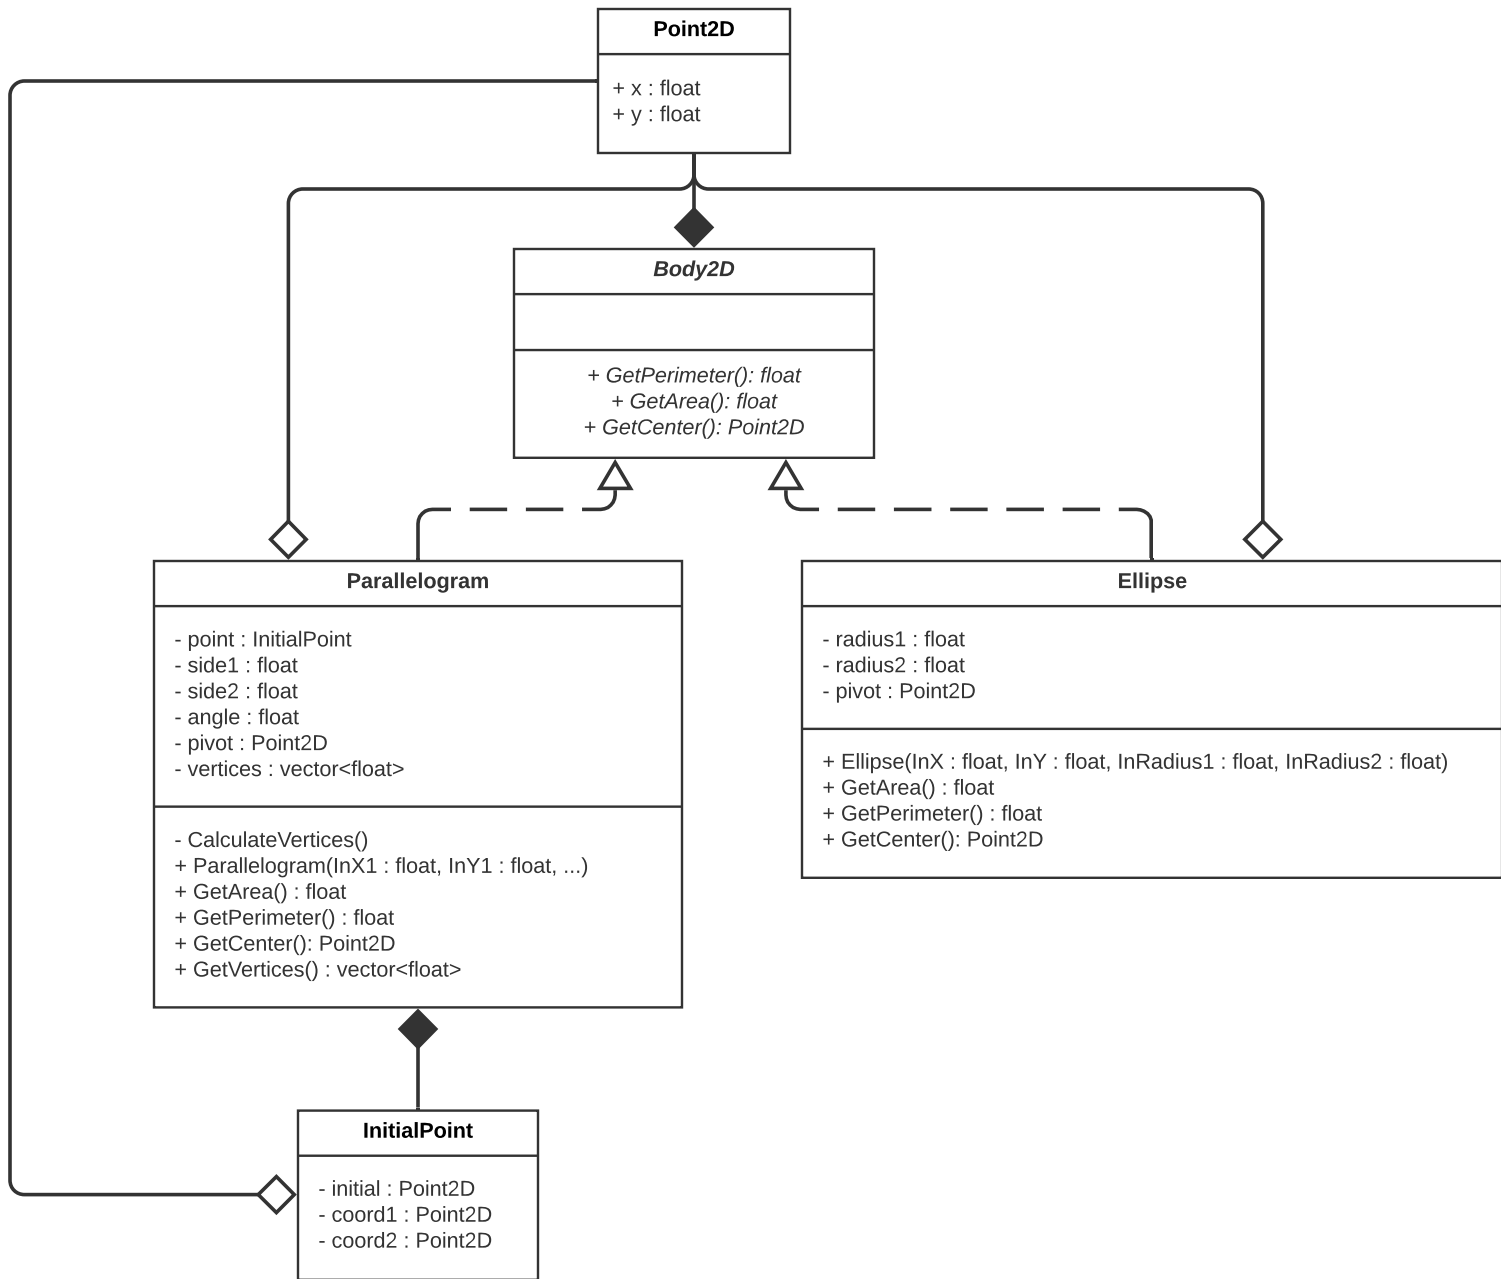 Point2D
+ x : float
+ y : float
Body2D
+ GetPerimeter(): float
+ GetArea(): float
+ GetCenter(): Point2D
Parallelogram
- point : InitialPoint
- side1 : float
- side2 : float
- angle : float
- pivot : Point2D
- vertices : vector<float>
- CalculateVertices()
+ Parallelogram(InX1 : float, InY1 : float, ...)
+ GetArea() : float
+ GetPerimeter() : float
+ GetCenter(): Point2D
+ GetVertices() : vector<float>
Ellipse
- radius1 : float
- radius2 : float
- pivot : Point2D
+ Ellipse(InX : float, InY : float, InRadius1 : float, InRadius2 : float)
+ GetArea() : float
+ GetPerimeter() : float
+ GetCenter(): Point2D
InitialPoint
- initial : Point2D
- coord1 : Point2D
- coord2 : Point2D